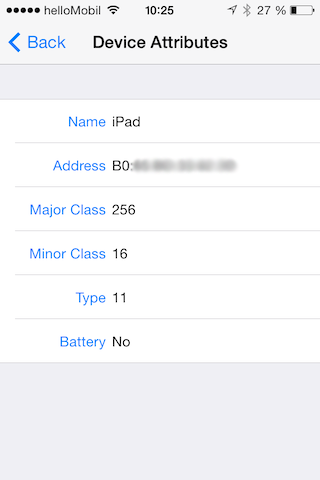 helloMobil 10:25 27 %
Back Device Attributes
Name iPad
Address B0:
Major Class 256
Minor Class 16
Type 11
Battery No